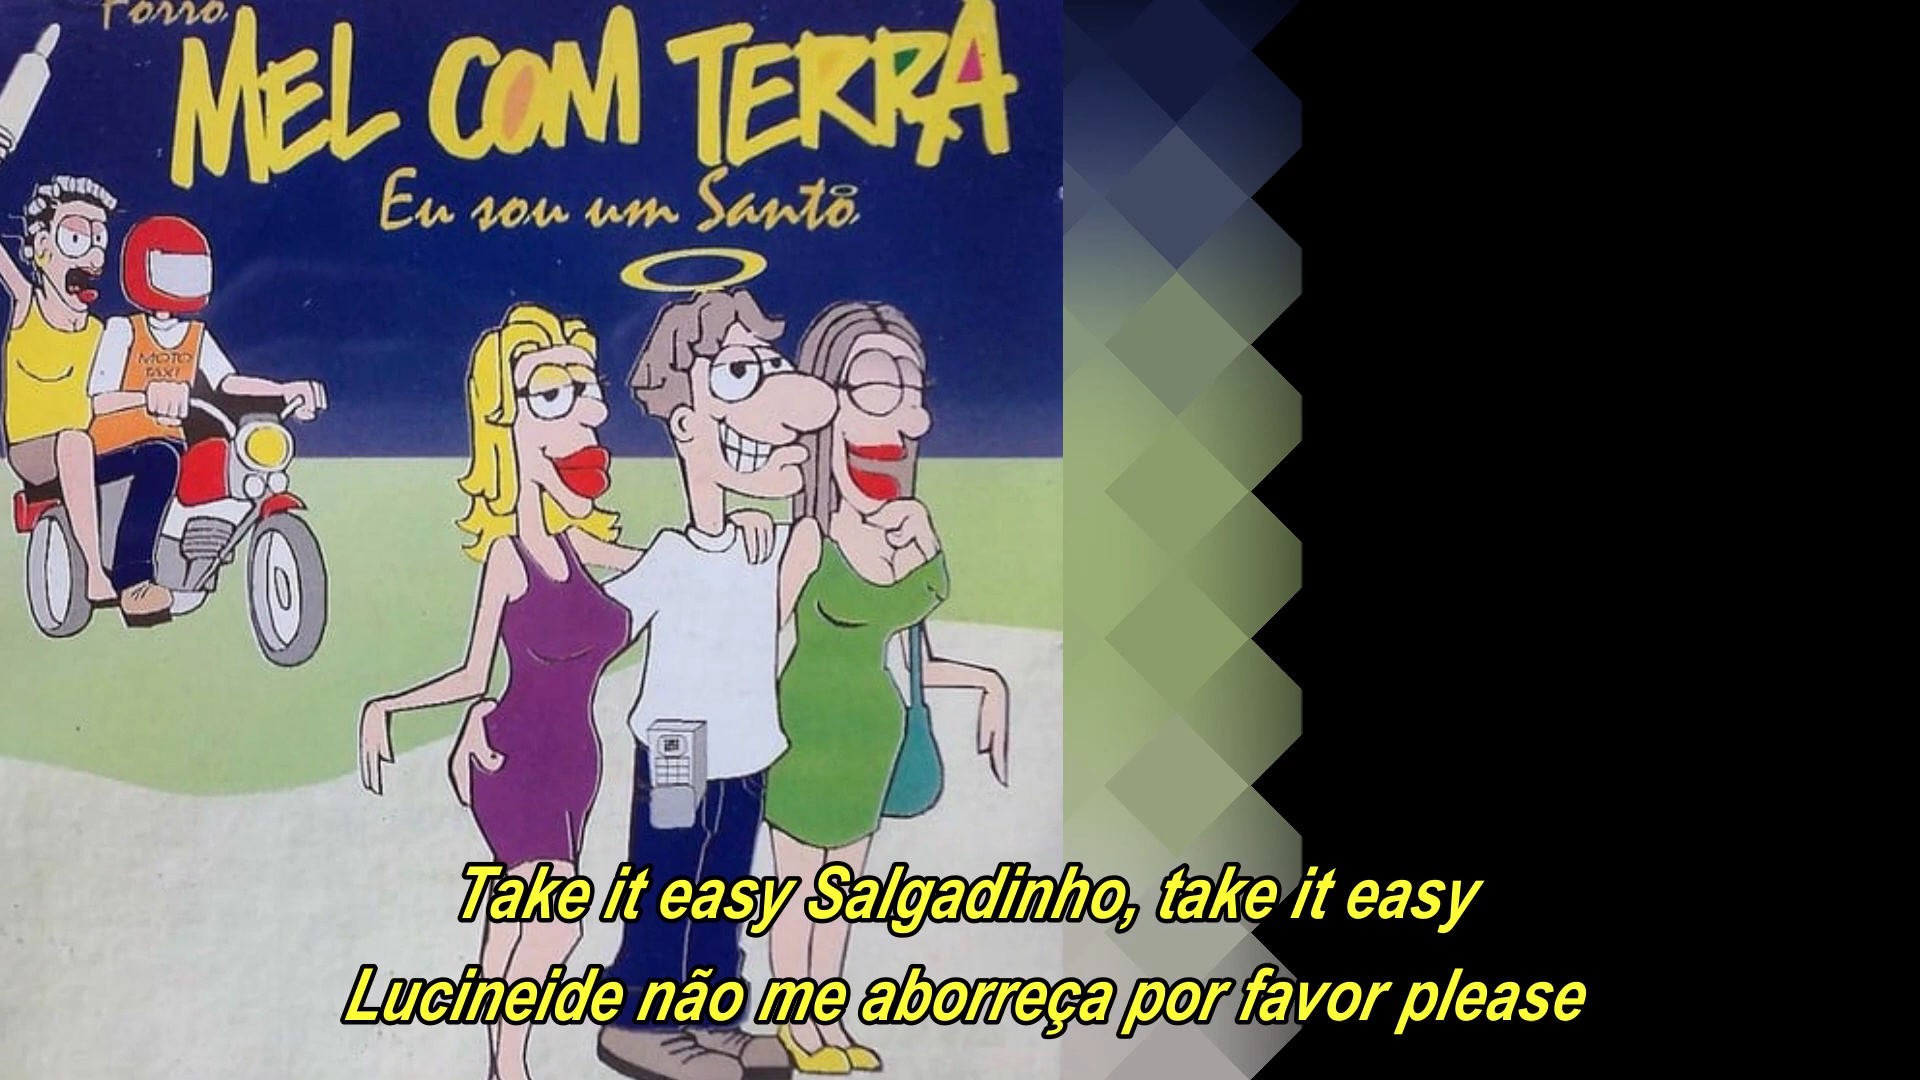 Forró
MEL COM TERRA
Eu sou um Santo
MOTO
TAXI
Take it easy Salgadinho, take it easy
Lucineide não me aborreça por favor please